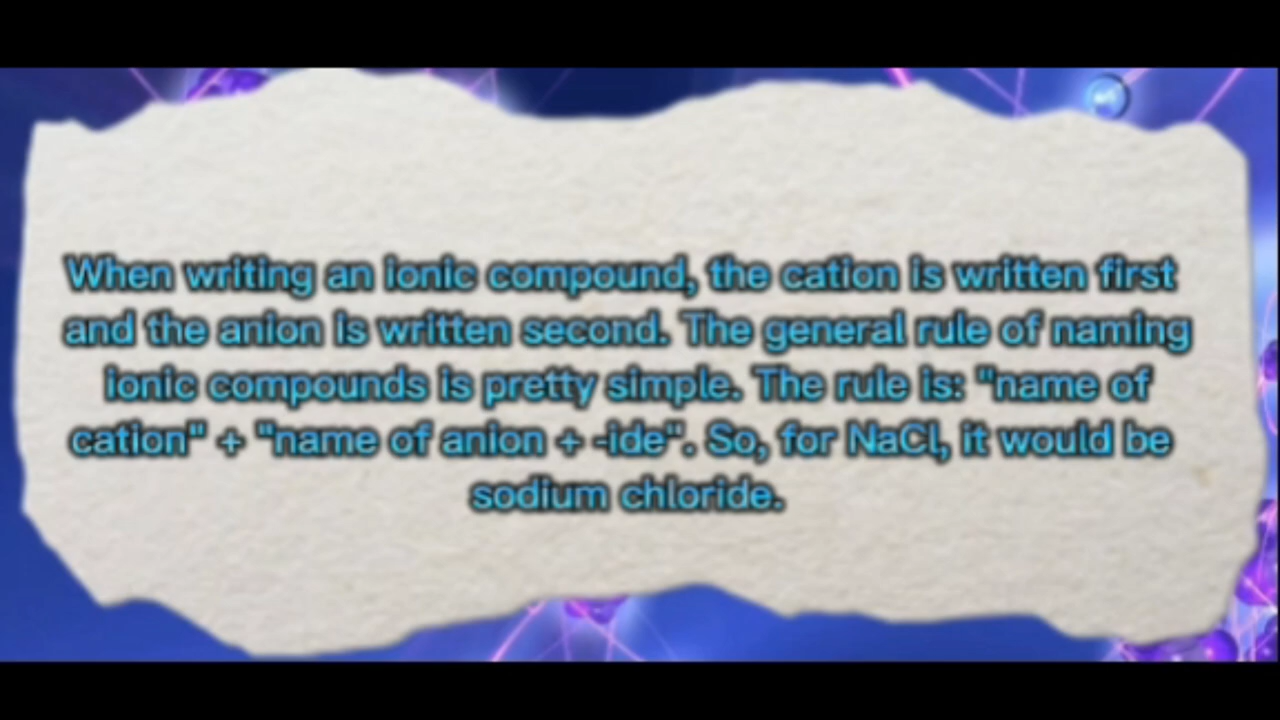 When writing an ionic compound, the cation is written first
and the anion is written second. The general rule of naming
ionic compounds is pretty simple. The rule is: "name of
cation" + "name of anion + -ide". So, for NaCl, it would be
sodium chloride.